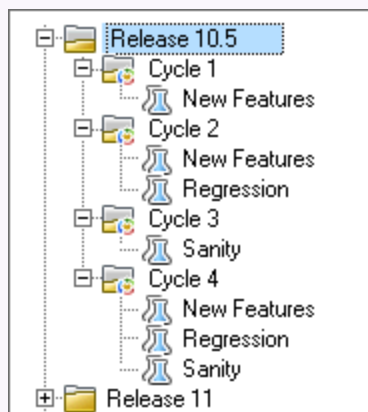 Release 10.5
Cycle 1
New Features
Cycle 2
New Features
Regression
Cycle 3
Sanity
Cycle 4
New Features
Regression
Sanity
Release 11